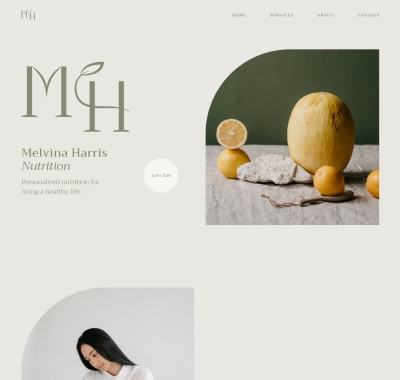 MH
HOME SERVICES ABOUT CONTACT
MH
Melvina Harris
Nutrition
Personalized nutrition for
living a healthy life.
Let's Talk